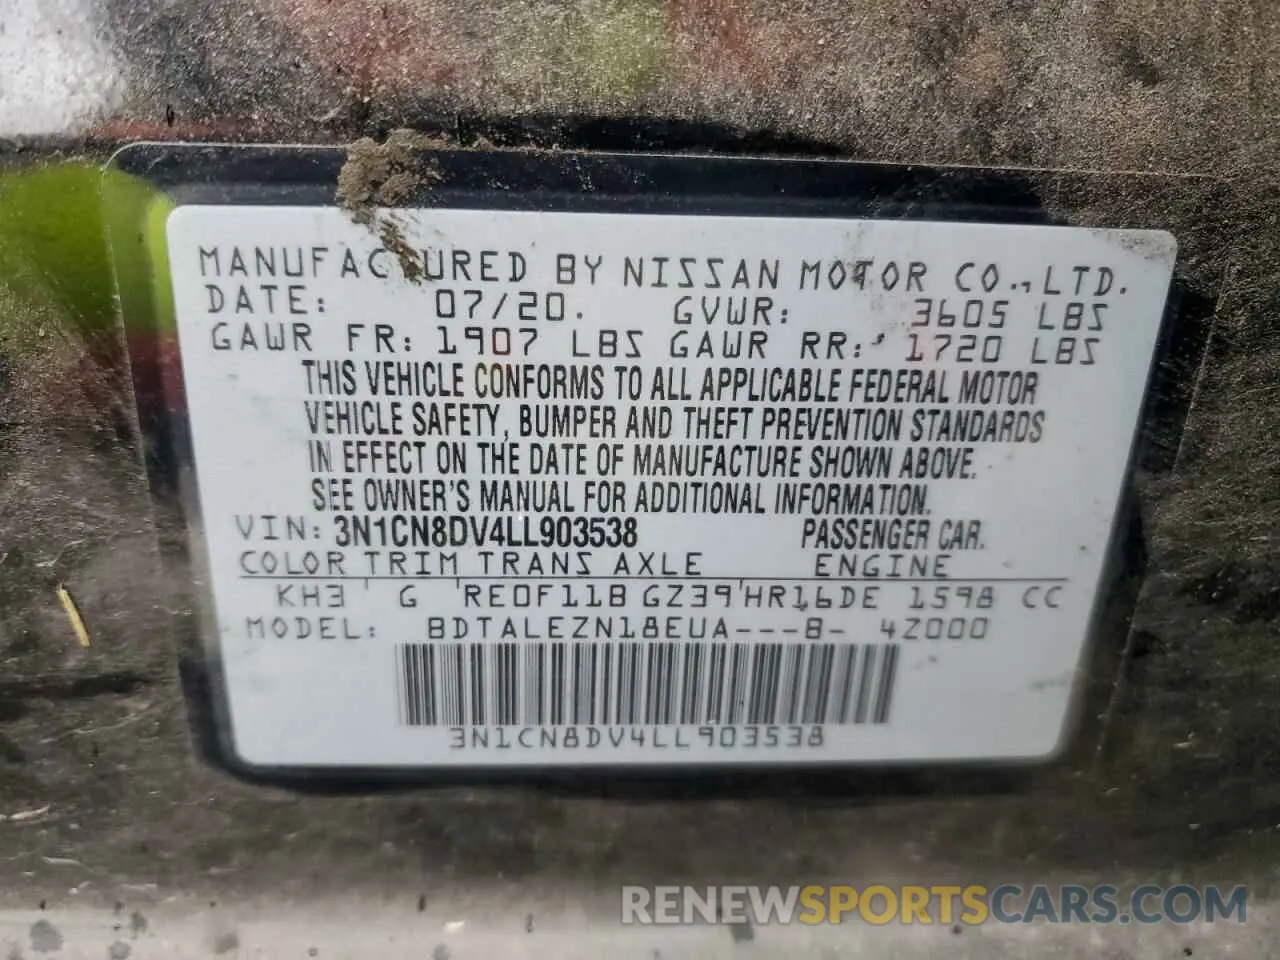 MANUFACTURED BY NISSAN MOTOR CO., LTD.
DATE: 07/20. GVWR: 3605 LBS
GAWR FR: 1907 LBS GAWR RR: 1720 LBS
THIS VEHICLE CONFORMS TO ALL APPLICABLE FEDERAL MOTOR
VEHICLE SAFETY, BUMPER AND THEFT PREVENTION STANDARDS
IN EFFECT ON THE DATE OF MANUFACTURE SHOWN ABOVE.
SEE OWNER'S MANUAL FOR ADDITIONAL INFORMATION.
VIN: 3N1CN8DV4LL903538 PASSENGER CAR.
COLOR TRIM TRANS AXLE ENGINE
KH3 G RE0F11B GZ39 HR16DE 1598 CC
MODEL: BDTALEZN18EUA---B- 4Z000
3N1CN8DV4LL903538
RENEWSPORTSCARS.COM